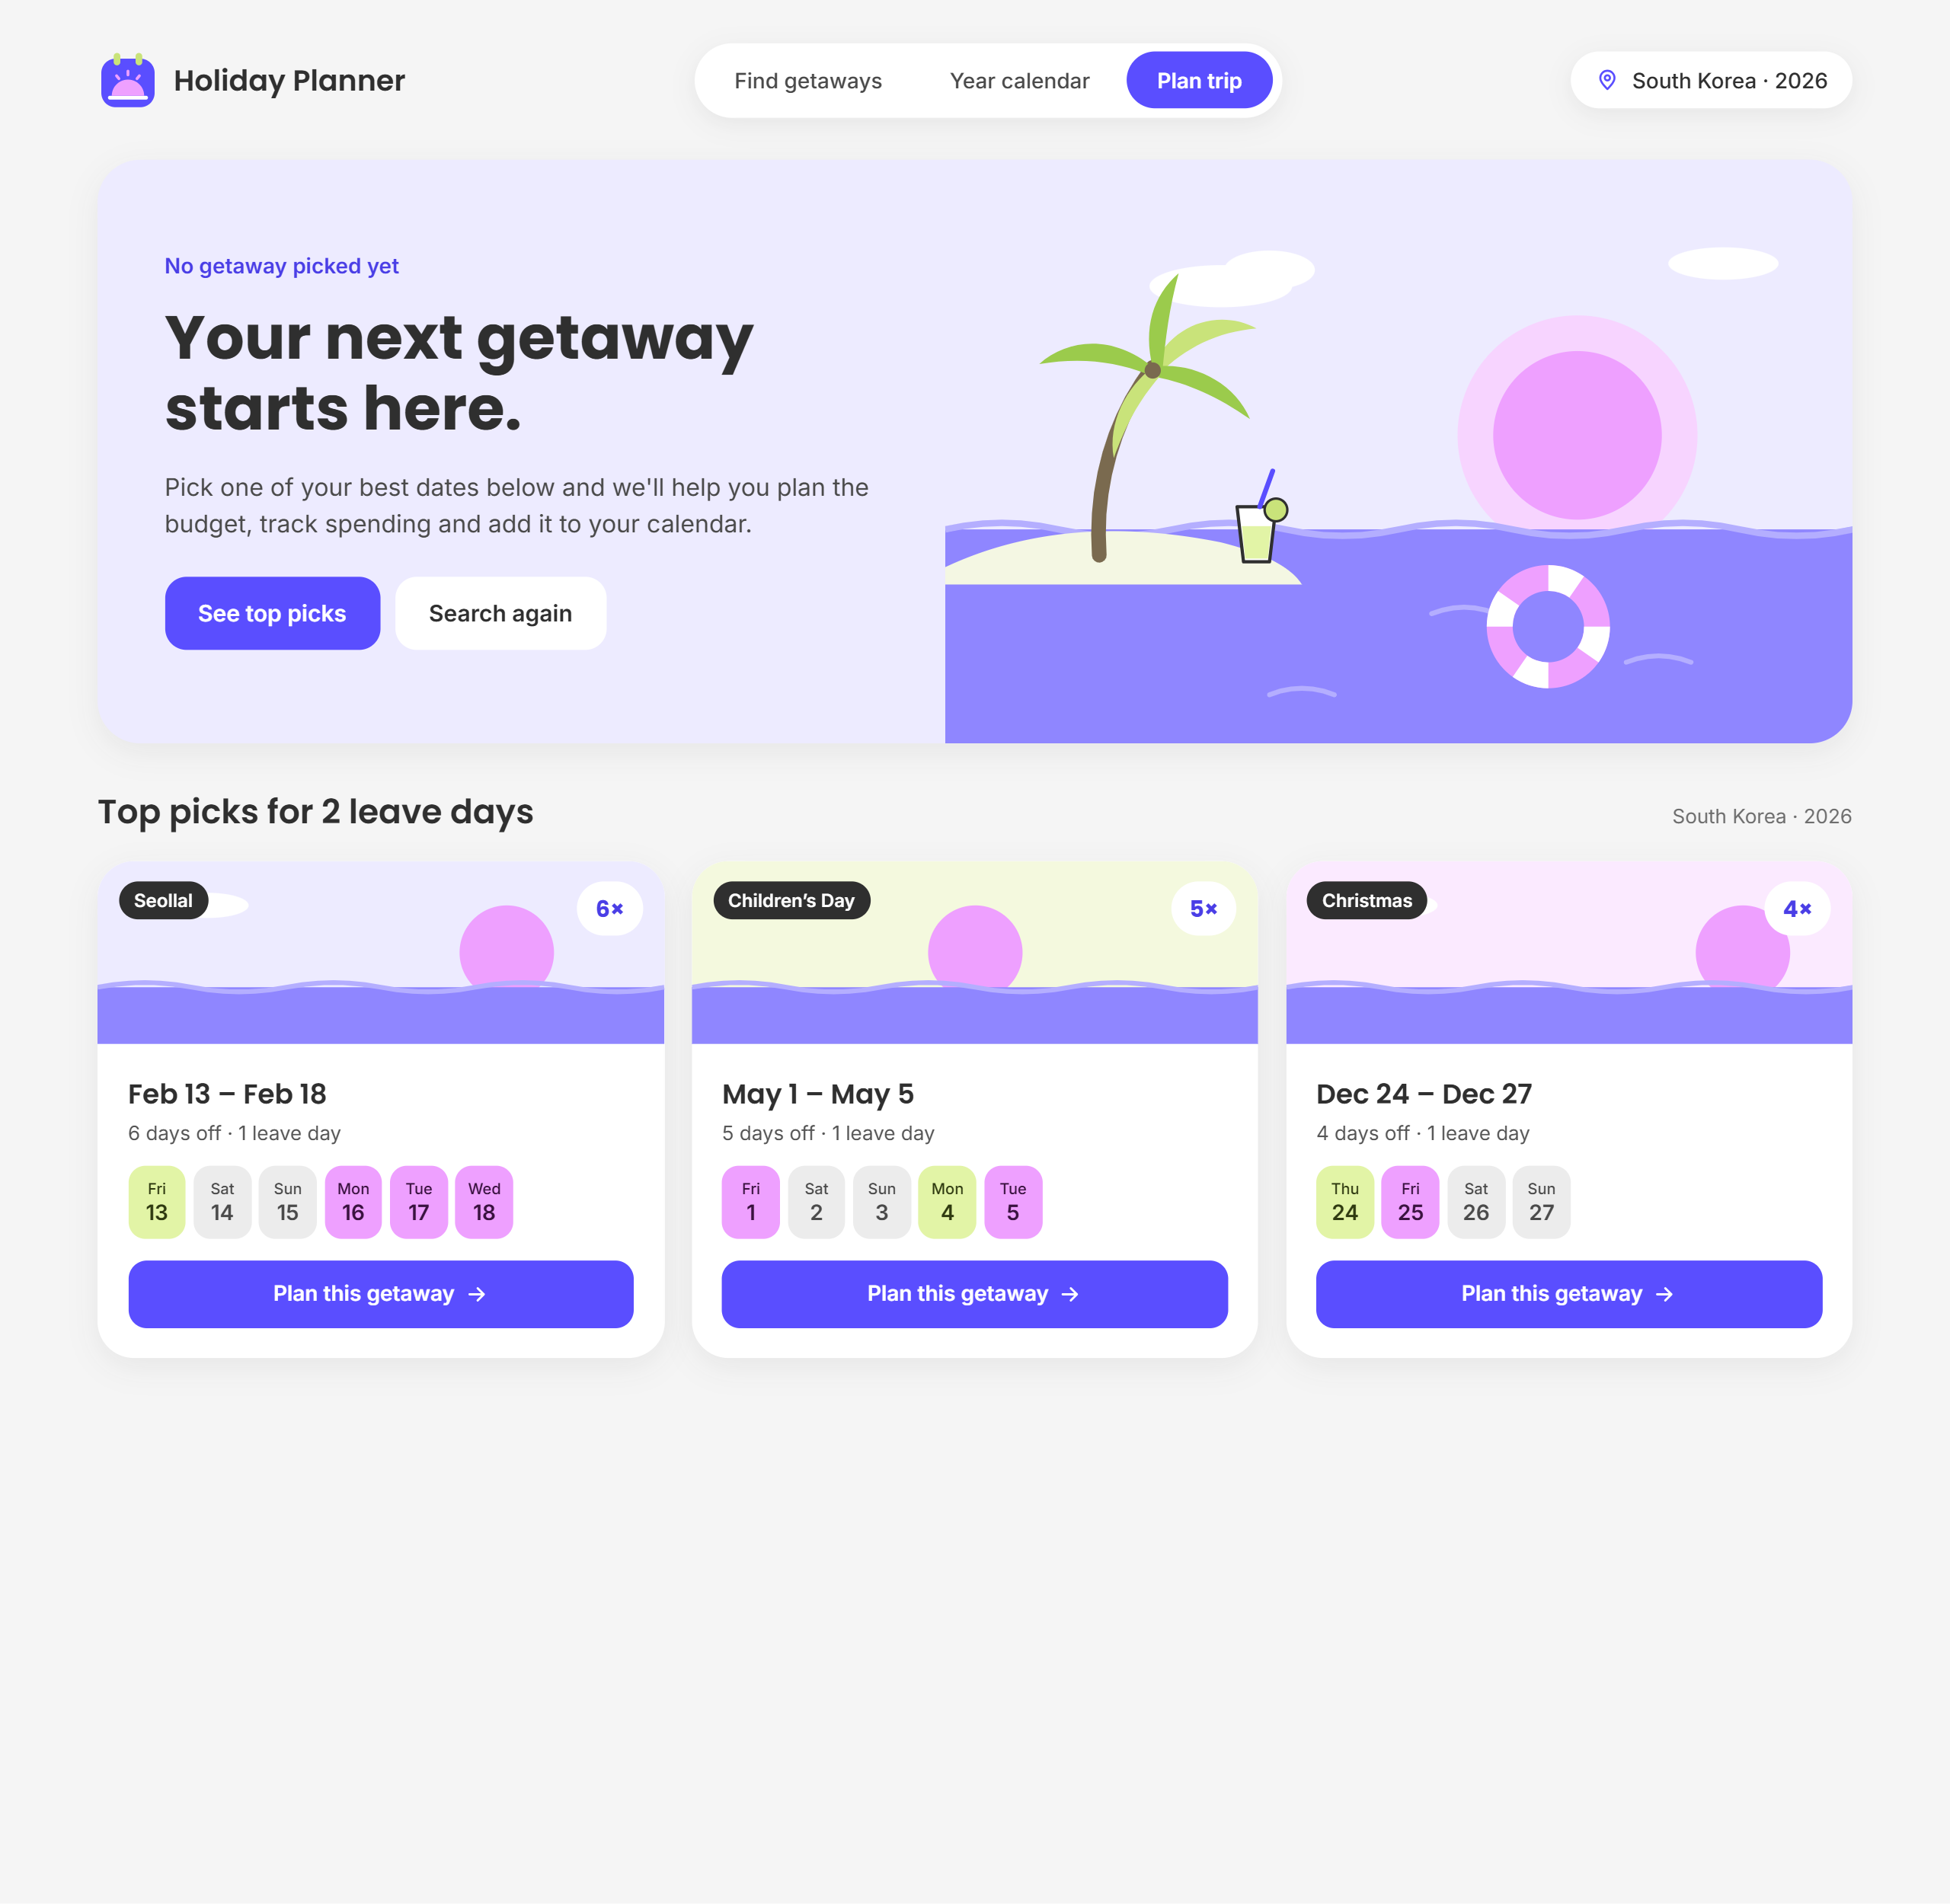 Holiday Planner
Find getaways
Year calendar
Plan trip
South Korea · 2026
No getaway picked yet
Your next getaway
starts here.
Pick one of your best dates below and we'll help you plan the
budget, track spending and add it to your calendar.
See top picks
Search again
Top picks for 2 leave days
South Korea · 2026
Seollal
6×
Feb 13 – Feb 18
6 days off · 1 leave day
Fri Sat Sun Mon Tue Wed
13 14 15 16 17 18
Plan this getaway →
Children’s Day
5×
May 1 – May 5
5 days off · 1 leave day
Fri Sat Sun Mon Tue
1 2 3 4 5
Plan this getaway →
Christmas
4×
Dec 24 – Dec 27
4 days off · 1 leave day
Thu Fri Sat Sun
24 25 26 27
Plan this getaway →